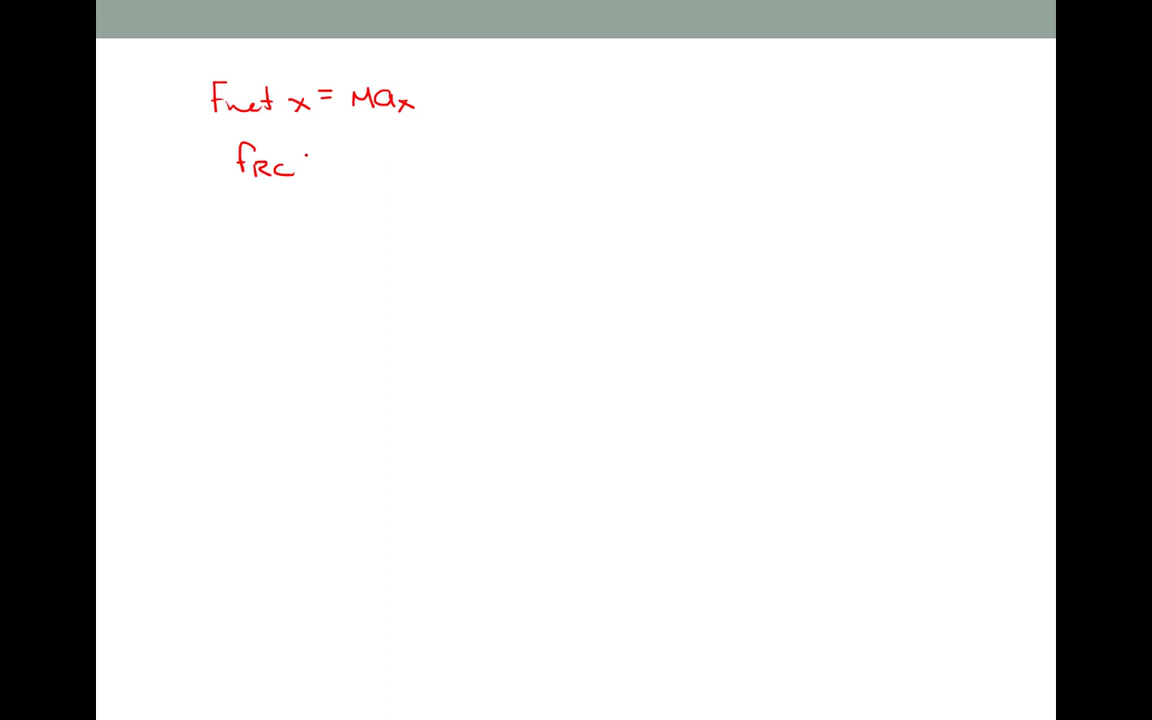 Fnet x = Max
fRC